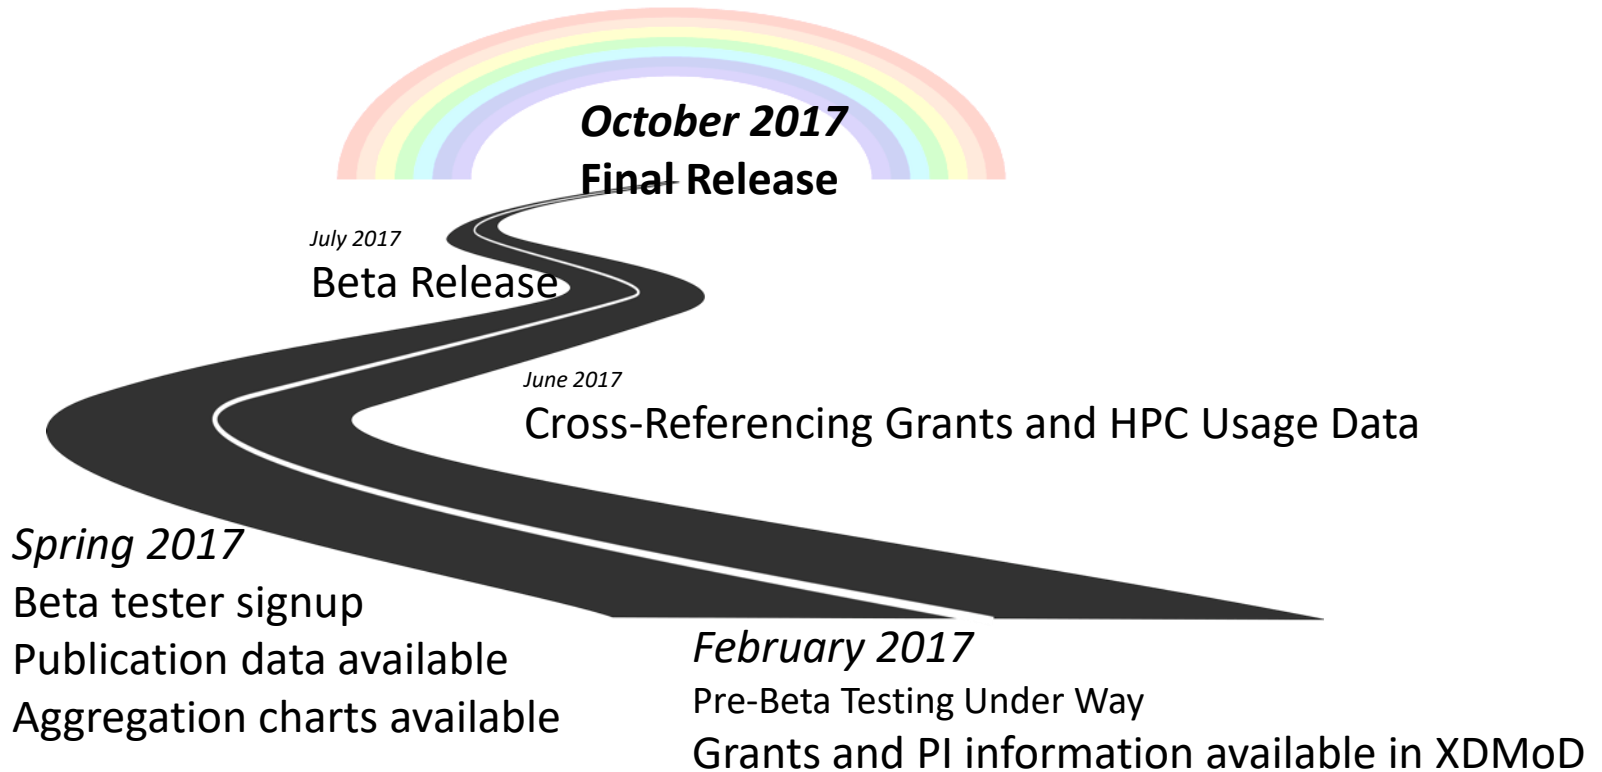 October 2017
Final Release
July 2017
Beta Release
June 2017
Cross-Referencing Grants and HPC Usage Data
Spring 2017
Beta tester signup
Publication data available
Aggregation charts available
February 2017
Pre-Beta Testing Under Way
Grants and PI information available in XDMoD